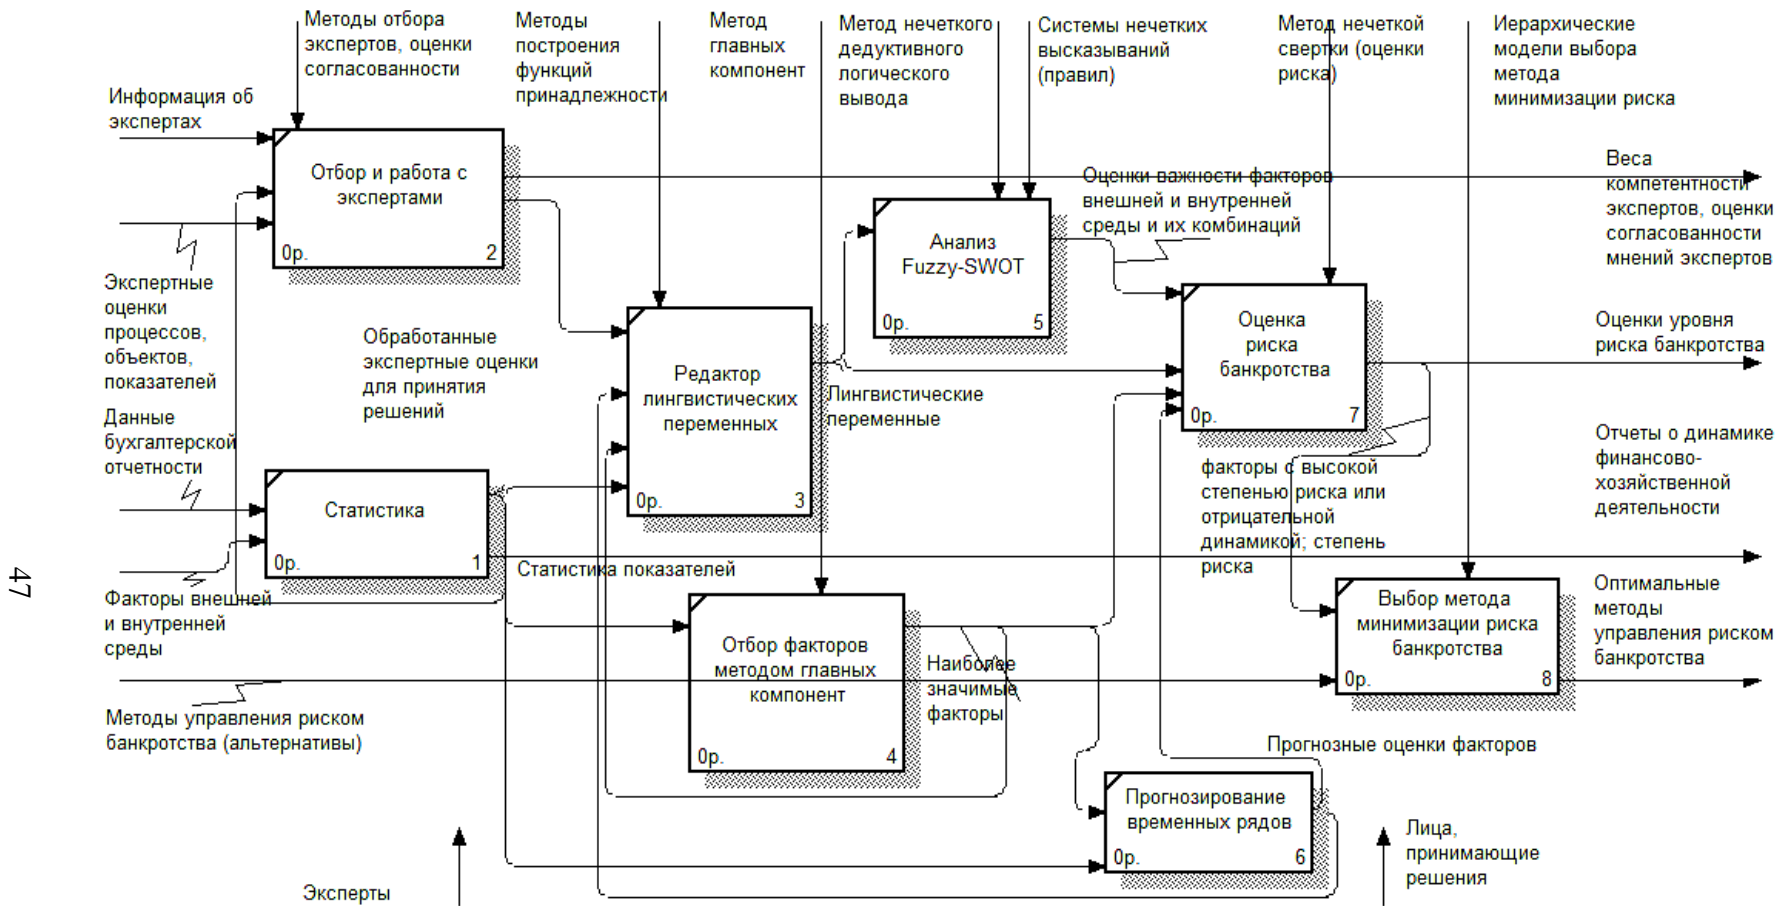 Методы отбора
экспертов, оценки
согласованности
Методы
построения
функций
принадлежности
Метод
главных
компонент
Метод нечеткого
дедуктивного
логического
вывода
Системы нечетких
высказываний
(правил)
Метод нечеткой
свертки (оценки
риска)
Иерархические
модели выбора
метода
минимизации риска
Информация об
экспертах
Отбор и работа с
экспертами
0р.
2
Оценки важности факторов
внешней и внутренней
среды и их комбинаций
Веса
компетентности
экспертов, оценки
согласованности
мнений экспертов
Анализ
Fuzzy-SWOT
0р.
5
Экспертные
оценки
процессов,
объектов,
показателей
Обработанные
экспертные оценки
для принятия
решений
Редактор
лингвистических
переменных
0р.
3
Лингвистические
переменные
Оценка
риска
банкротства
0р.
7
Оценки уровня
риска банкротства
Данные
бухгалтерской
отчетности
Статистика
0р.
1
факторы с высокой
степенью риска или
отрицательной
динамикой; степень
риска
Отчеты о динамике
финансово-
хозяйственной
деятельности
Статистика показателей
47
Факторы внешней
и внутренней
среды
Отбор факторов
методом главных
компонент
0р.
4
Наиболее
значимые
факторы
Выбор метода
минимизации риска
банкротства
0р.
8
Оптимальные
методы
управления риском
банкротства
Методы управления риском
банкротства (альтернативы)
Прогнозные оценки факторов
Прогнозирование
временных рядов
0р.
6
Эксперты
Лица,
принимающие
решения